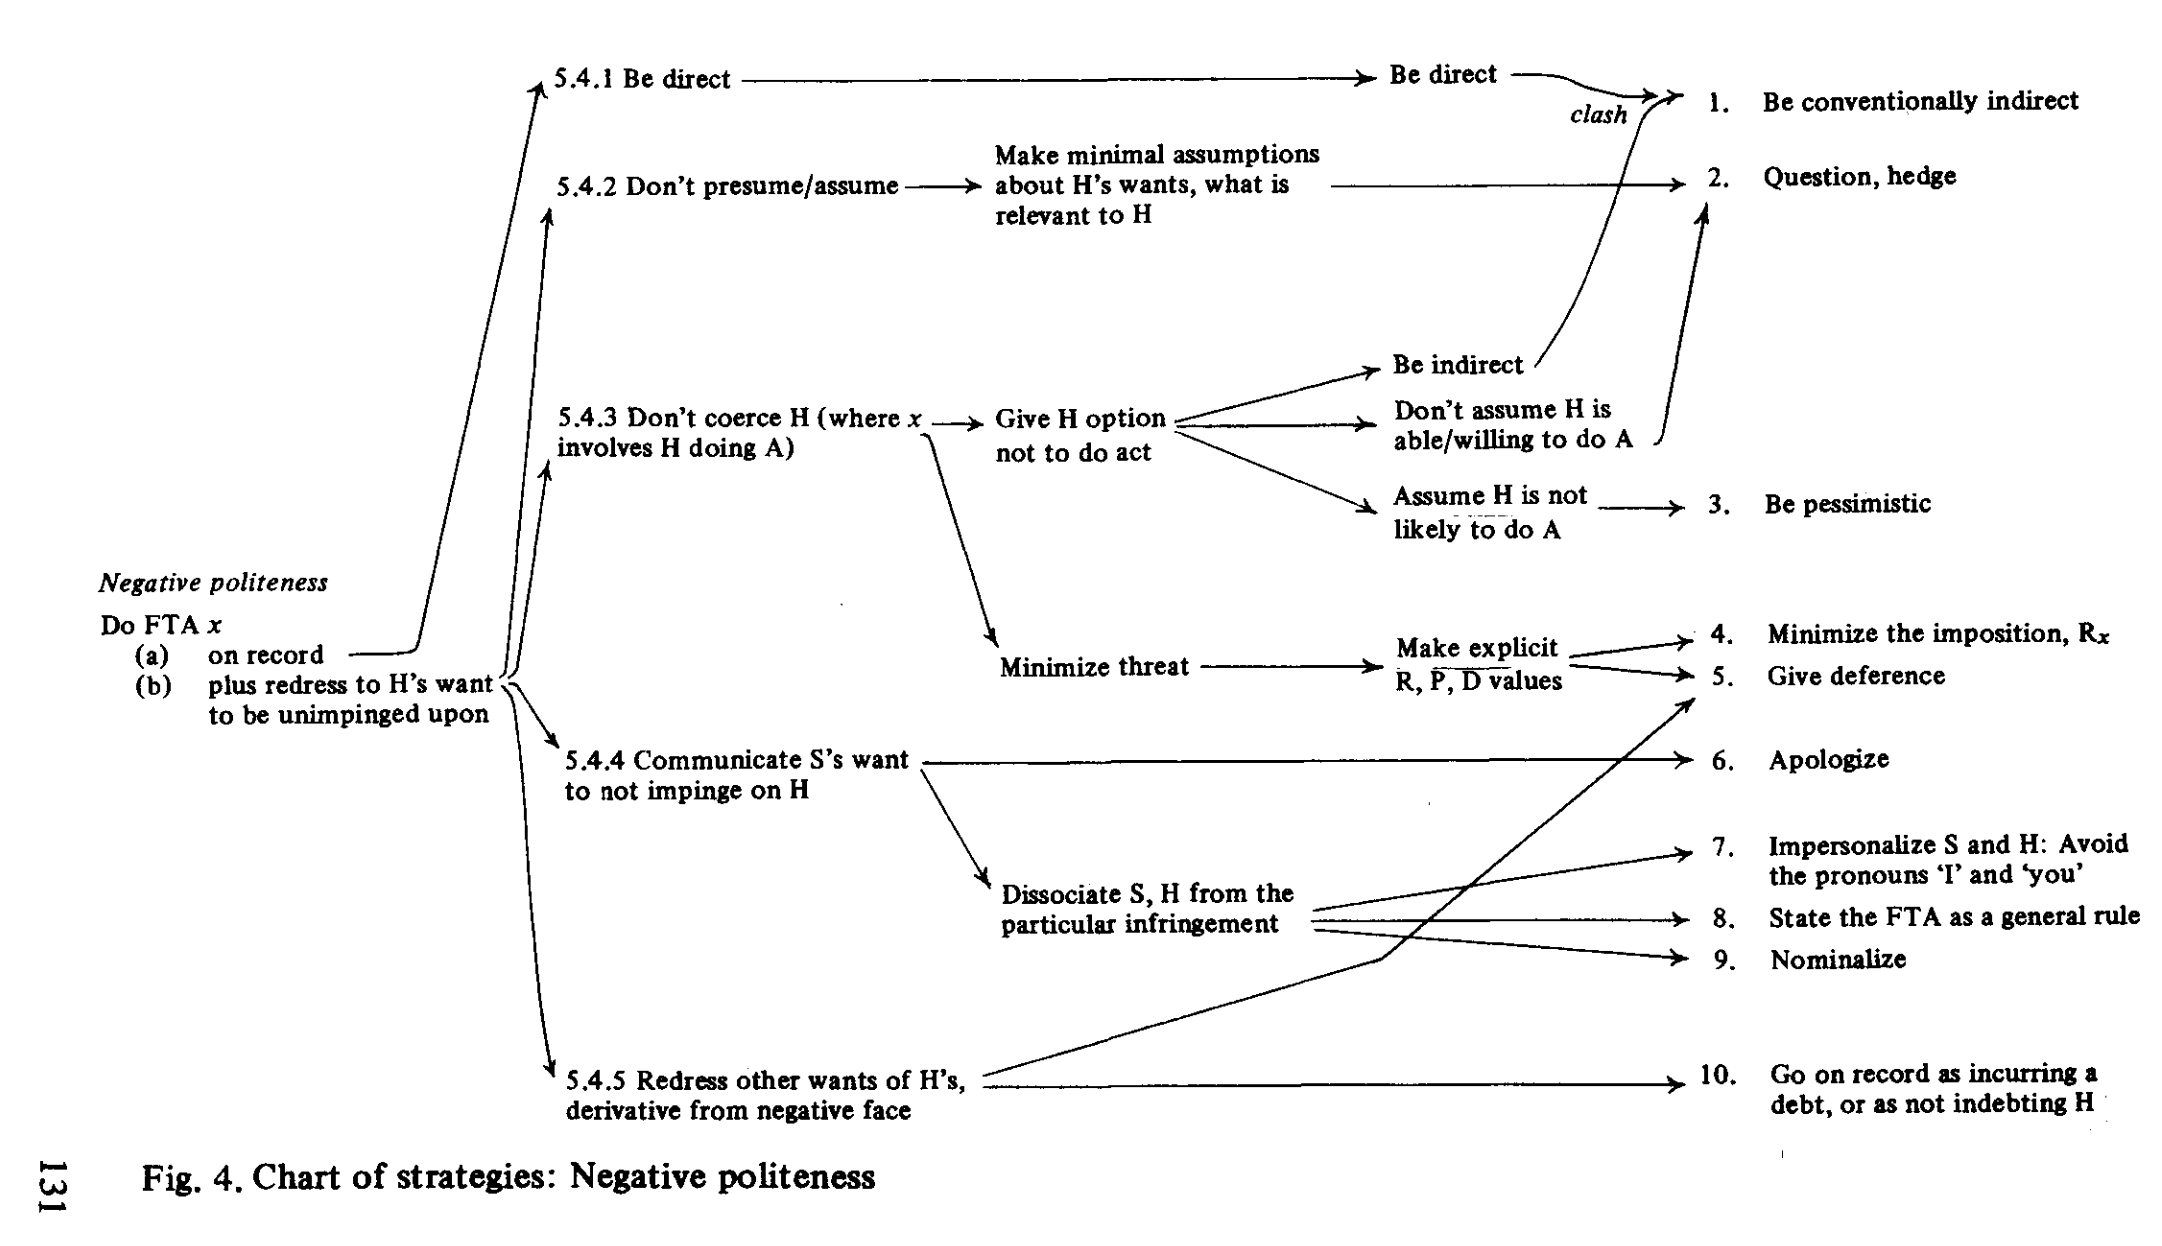 5.4.1 Be direct
Be direct
clash
1. Be conventionally indirect
5.4.2 Don't presume/assume
Make minimal assumptions
about H's wants, what is
relevant to H
2. Question, hedge
5.4.3 Don't coerce H (where x
involves H doing A)
Give H option
not to do act
Be indirect
Don't assume H is
able/willing to do A
Assume H is not
likely to do A
3. Be pessimistic
Negative politeness
Do FTA x
(a) on record
(b) plus redress to H's want
to be unimpinged upon
Minimize threat
Make explicit
R, P, D values
4. Minimize the imposition, Rx
5. Give deference
5.4.4 Communicate S's want
to not impinge on H
6. Apologize
Dissociate S, H from the
particular infringement
7. Impersonalize S and H: Avoid
the pronouns 'I' and 'you'
8. State the FTA as a general rule
9. Nominalize
5.4.5 Redress other wants of H's,
derivative from negative face
10. Go on record as incurring a
debt, or as not indebting H
Fig. 4. Chart of strategies: Negative politeness
131